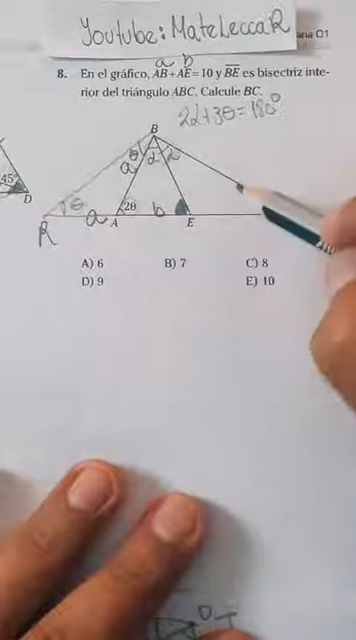 Youtube: MateLeccaR
ana 01
a b
8. En el gráfico, AB+AE=10 y BE es bisectriz inte-
rior del triángulo ABC. Calcule BC.
2α+3θ=180°
B
θ α α
a
45°
D
θ
R a A 2θ b E
A) 6 B) 7 C) 8
D) 9 E) 10